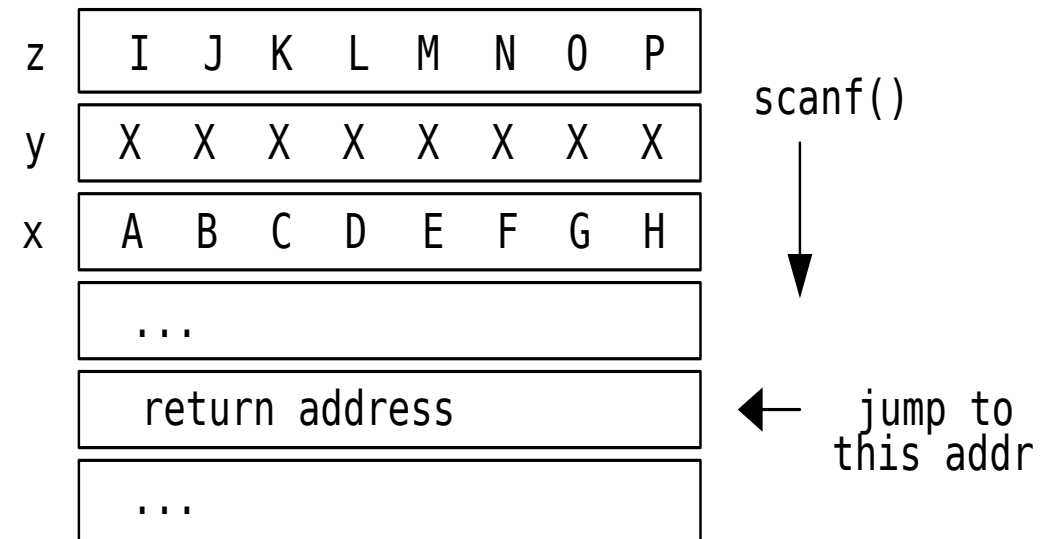 z I J K L M N O P
scanf()
y X X X X X X X X
x A B C D E F G H
...
return address
jump to
this addr
...